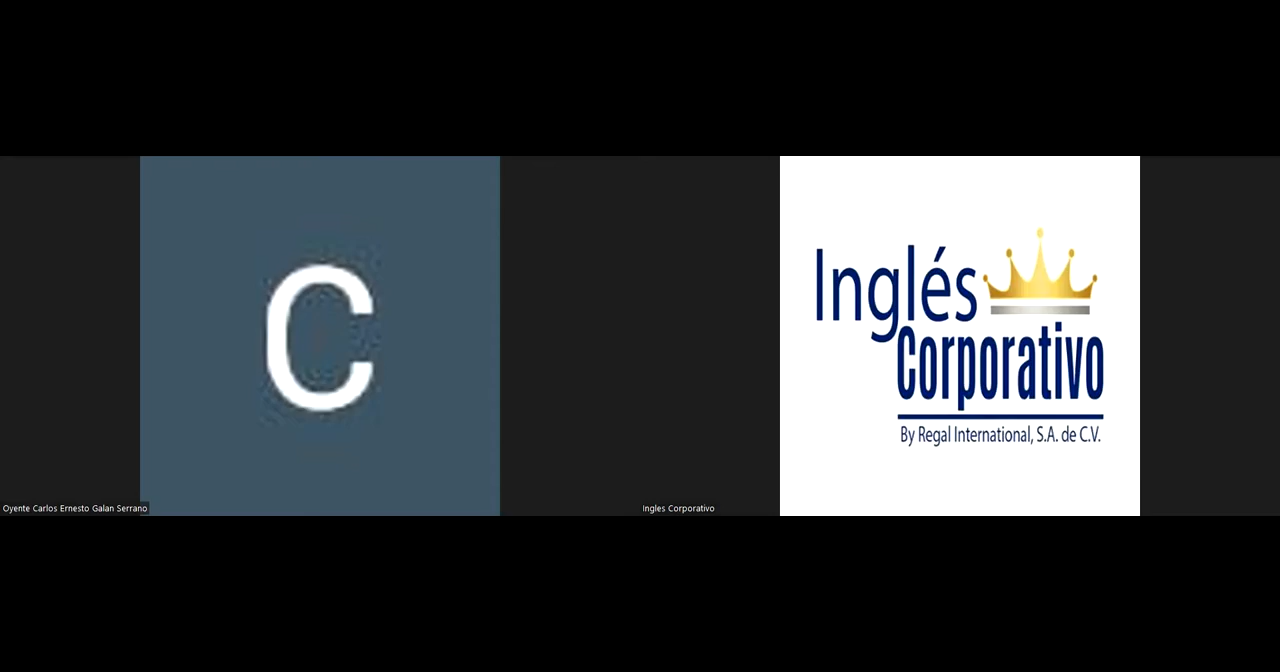 C
Inglés
Corporativo
By Regal International, S.A. de C.V.
Oyente Carlos Ernesto Galan Serrano
Ingles Corporativo